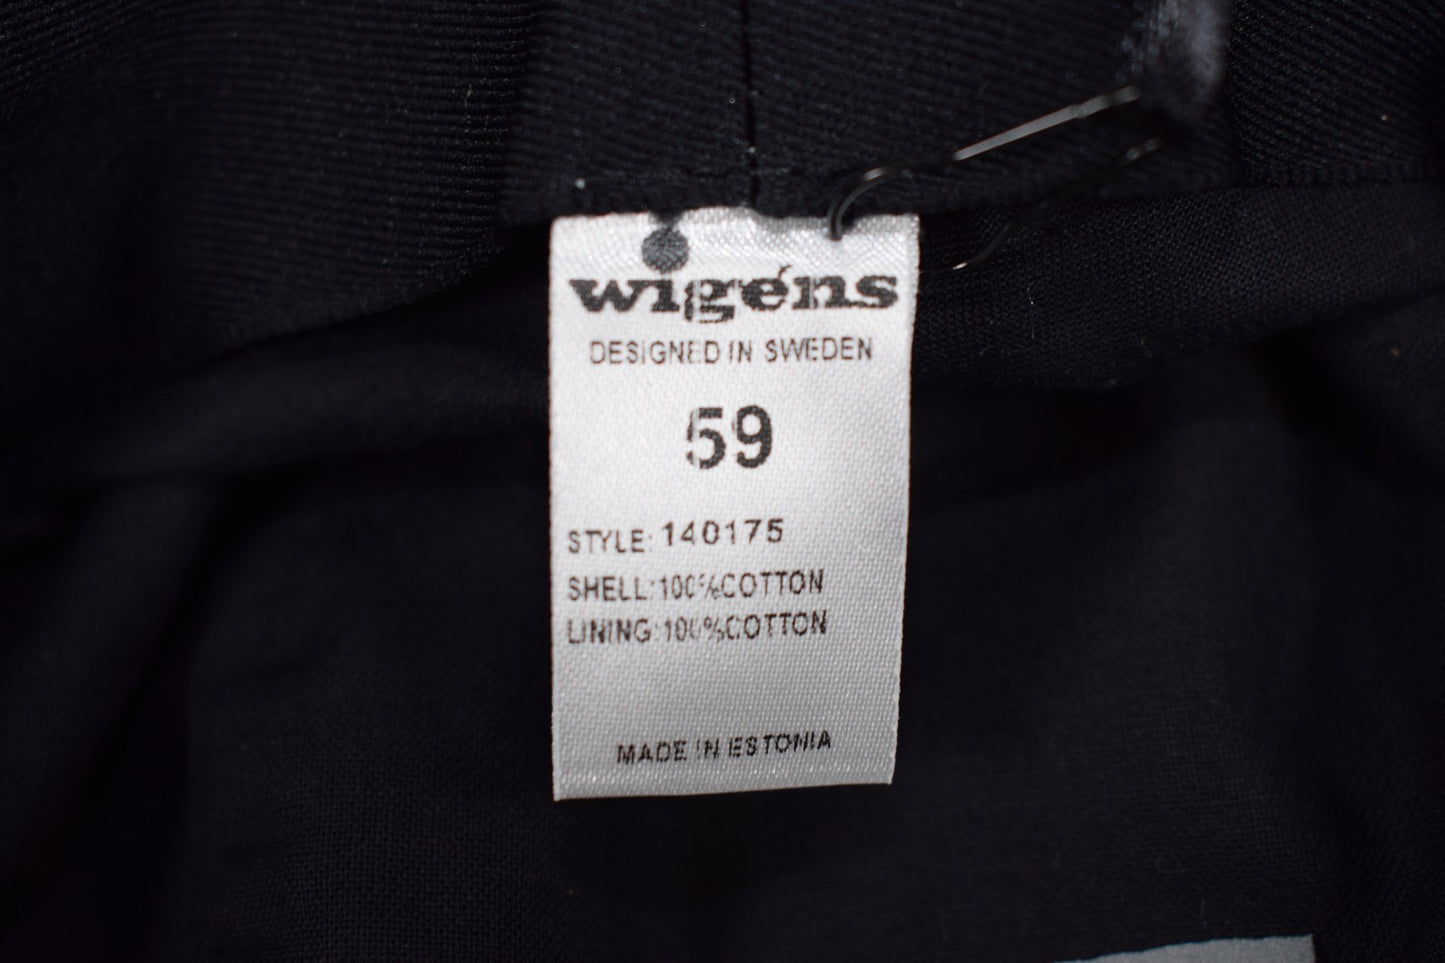 wigéns
DESIGNED IN SWEDEN
59
STYLE: 140175
SHELL:100%COTTON
LINING:100%COTTON
MADE IN ESTONIA